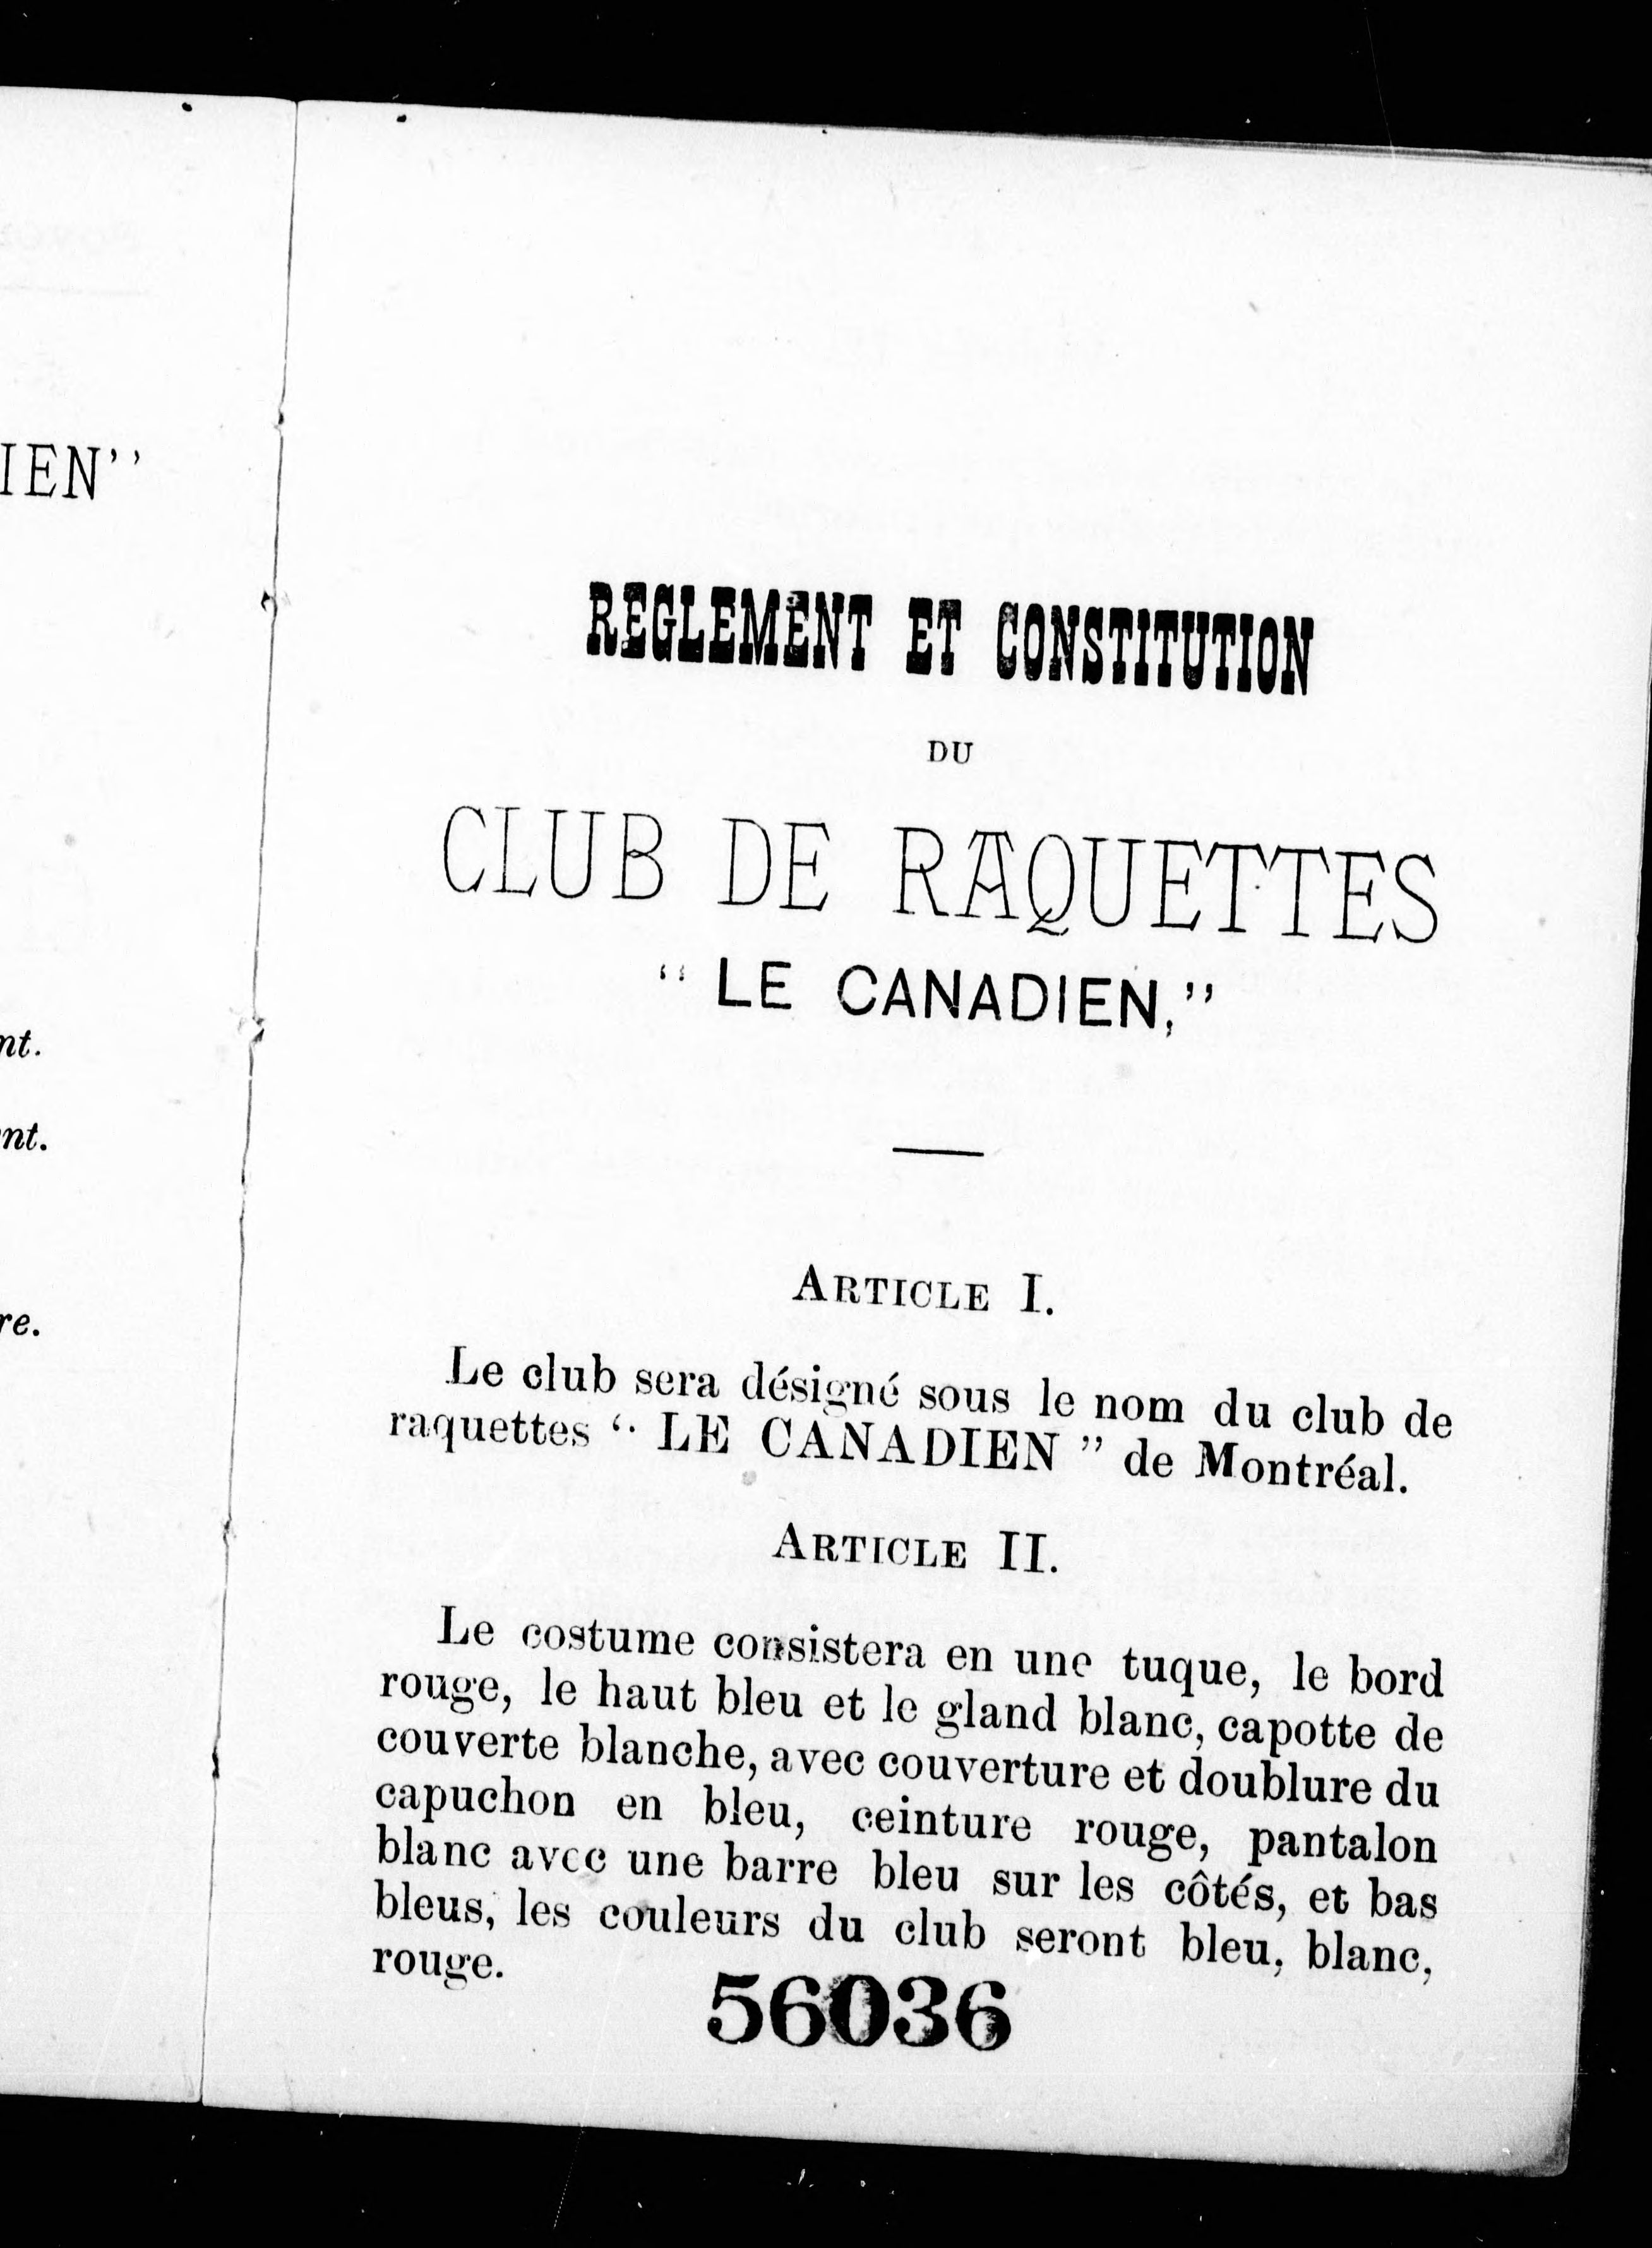 IEN"
nt.
nt.
re.
REGLEMENT ET CONSTITUTION
DU
CLUB DE RAQUETTES
" LE CANADIEN,"
ARTICLE I.
Le club sera désigné sous le nom du club de
raquettes " LE CANADIEN " de Montréal.
ARTICLE II.
Le costume consistera en une tuque, le bord
rouge, le haut bleu et le gland blanc, capotte de
couverte blanche, avec couverture et doublure du
capuchon en bleu, ceinture rouge, pantalon
blanc avec une barre bleu sur les côtés, et bas
bleus, les couleurs du club seront bleu, blanc,
rouge.
56036